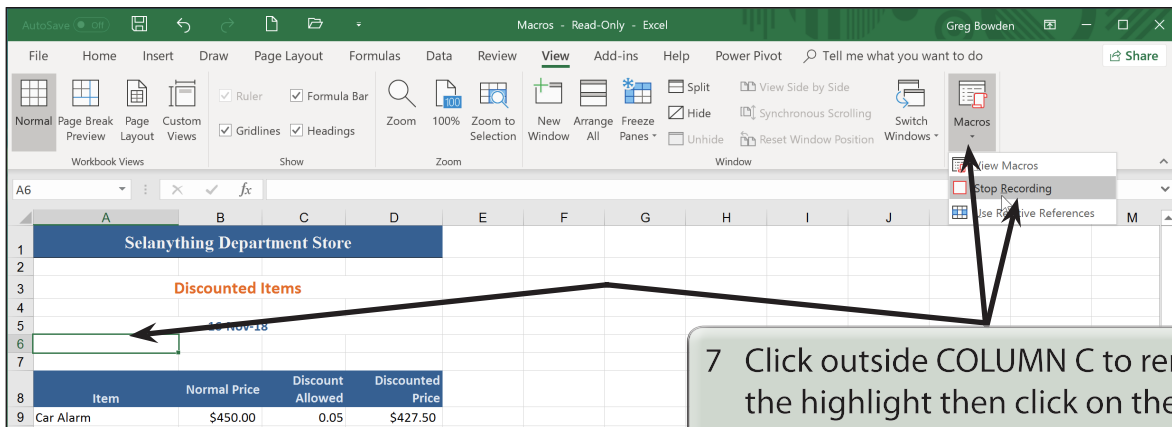 AutoSave Off Macros - Read-Only - Excel Greg Bowden
File Home Insert Draw Page Layout Formulas Data Review View Add-ins Help Power Pivot Tell me what you want to do Share
Normal Page Break Preview Page Layout Custom Views
Workbook Views
Ruler Formula Bar
Gridlines Headings
Show
Zoom 100% Zoom to Selection
Zoom
New Window Arrange All Freeze Panes
Split View Side by Side
Hide Synchronous Scrolling
Unhide Reset Window Position
Switch Windows
Window
Macros
View Macros
Stop Recording
Use Relative References
A6 fx
A B C D E F G H I J M
1 Selanything Department Store
2
3 Discounted Items
4
5
6
7
8 Item Normal Price Discount Allowed Discounted Price
9 Car Alarm $450.00 0.05 $427.50
7 Click outside COLUMN C to
the highlight then click on the